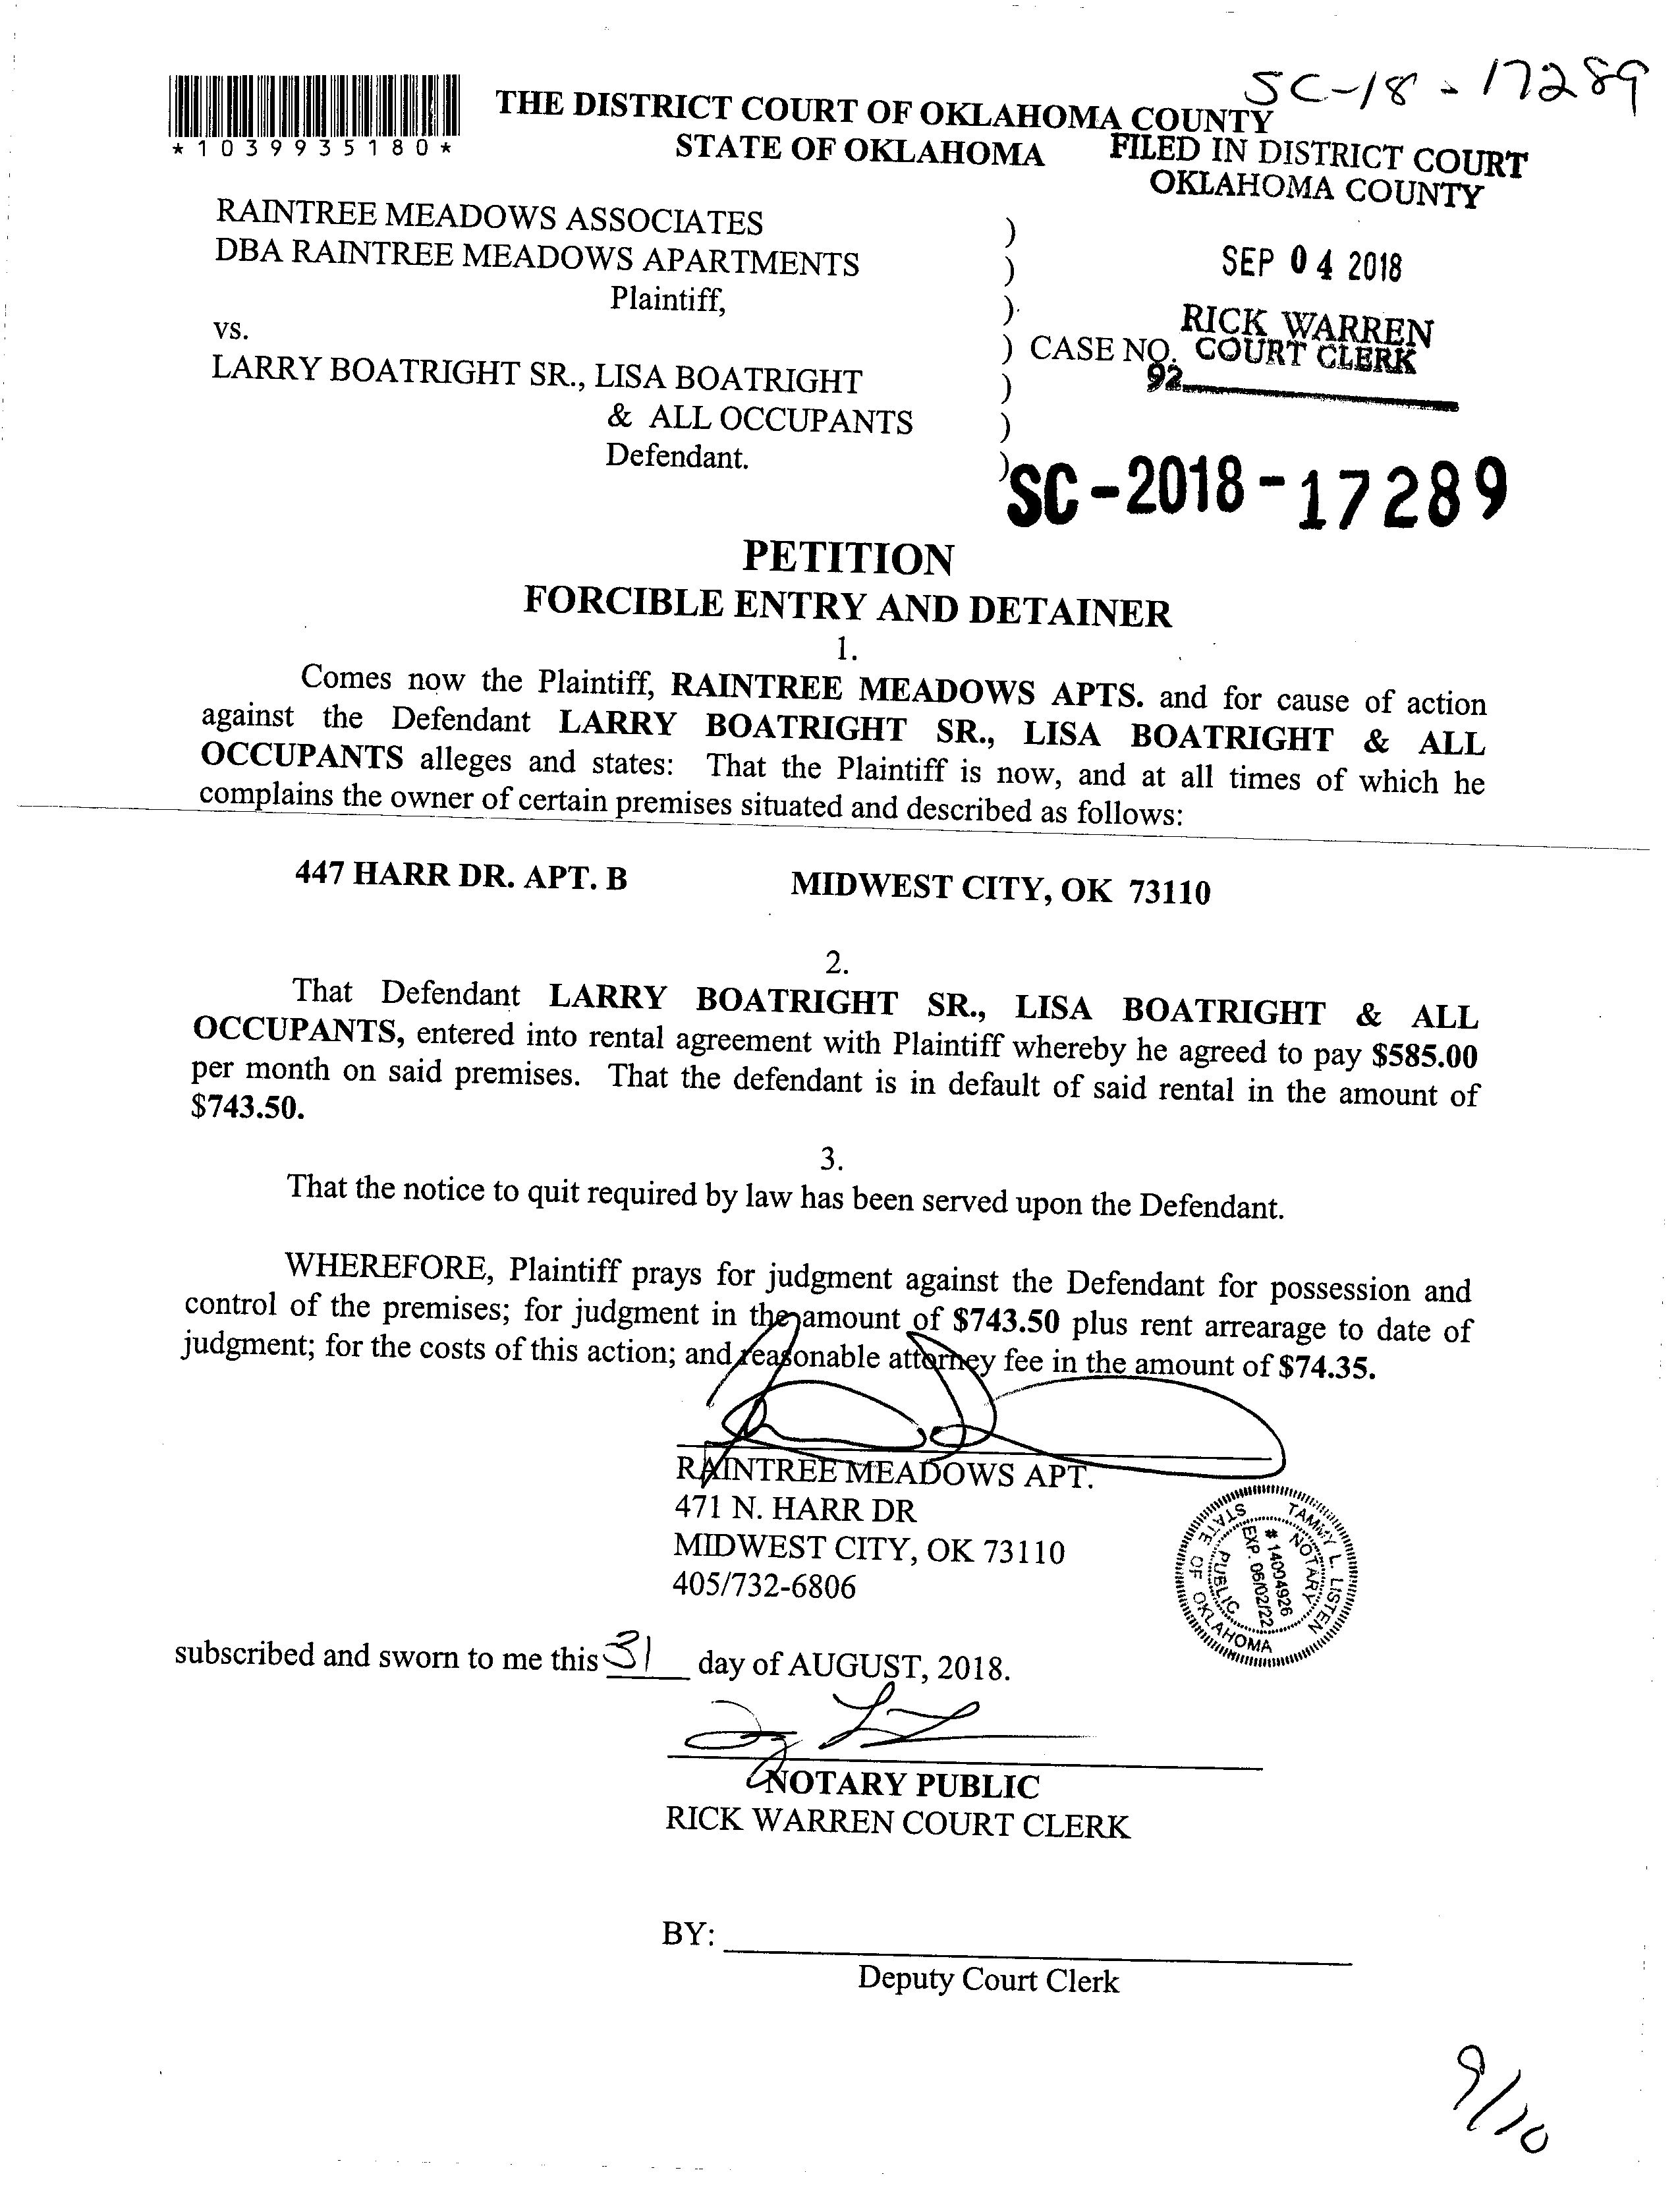 SC-18-17289
*1039935180*
THE DISTRICT COURT OF OKLAHOMA COUNTY
STATE OF OKLAHOMA
FILED IN DISTRICT COURT
OKLAHOMA COUNTY
RAINTREE MEADOWS ASSOCIATES )
DBA RAINTREE MEADOWS APARTMENTS )
SEP 04 2018
Plaintiff, )
RICK WARREN
vs. ) CASE NO. COURT CLERK
92
LARRY BOATRIGHT SR., LISA BOATRIGHT )
& ALL OCCUPANTS )
Defendant. )
SC-2018-17289
PETITION
FORCIBLE ENTRY AND DETAINER
1.
Comes now the Plaintiff, RAINTREE MEADOWS APTS. and for cause of action
against the Defendant LARRY BOATRIGHT SR., LISA BOATRIGHT & ALL
OCCUPANTS alleges and states: That the Plaintiff is now, and at all times of which he
complains the owner of certain premises situated and described as follows:
447 HARR DR. APT. B MIDWEST CITY, OK 73110
2.
That Defendant LARRY BOATRIGHT SR., LISA BOATRIGHT & ALL
OCCUPANTS, entered into rental agreement with Plaintiff whereby he agreed to pay $585.00
per month on said premises. That the defendant is in default of said rental in the amount of
$743.50.
3.
That the notice to quit required by law has been served upon the Defendant.
WHEREFORE, Plaintiff prays for judgment against the Defendant for possession and
control of the premises; for judgment in the amount of $743.50 plus rent arrearage to date of
judgment; for the costs of this action; and reasonable attorney fee in the amount of $74.35.
RAINTREE MEADOWS APT.
471 N. HARR DR
MIDWEST CITY, OK 73110
405/732-6806
TAMMY L. LISTEN
NOTARY
# 14004926
EXP. 06/02/22
PUBLIC
STATE OF OKLAHOMA
subscribed and sworn to me this 31 day of AUGUST, 2018.
NOTARY PUBLIC
RICK WARREN COURT CLERK
BY:
Deputy Court Clerk
9/10